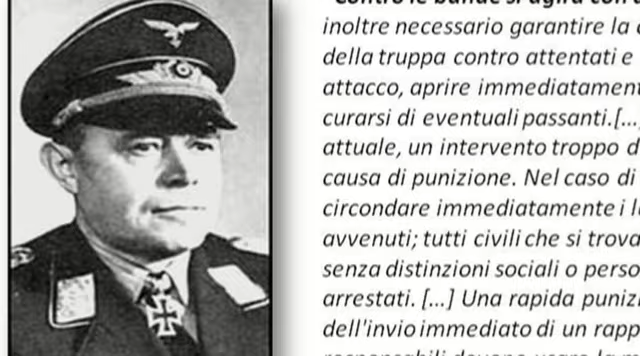 inoltre necessario garantire la
della truppa contro attentati e
attacco, aprire immediatament
curarsi di eventuali passanti.[...]
attuale, un intervento troppo d
causa di punizione. Nel caso di
circondare immediatamente i l
avvenuti; tutti civili che si trova
senza distinzioni sociali o perso
arrestati. [...] Una rapida puniz
dell'invio immediato di un rapp